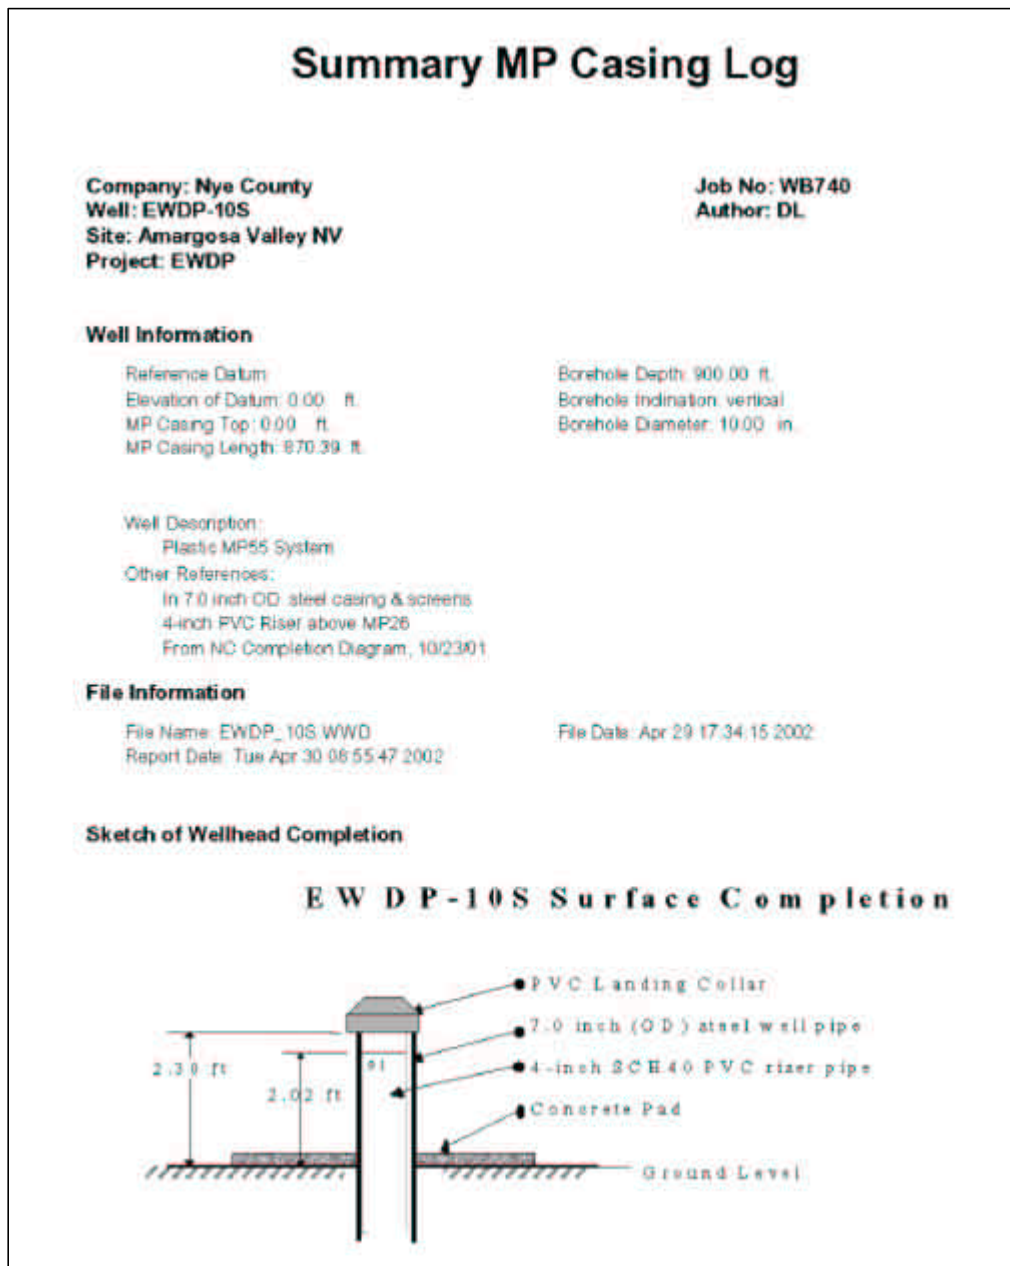 Summary MP Casing Log
Company: Nye County
Job No: WB740
Well: EWDP-10S
Author: DL
Site: Amargosa Valley NV
Project: EWDP
Well Information
Reference Datum:
Borehole Depth: 900.00 ft.
Elevation of Datum: 0.00 ft.
Borehole Inclination: vertical
MP Casing Top: 0.00 ft.
Borehole Diameter: 10.00 in.
MP Casing Length: 870.39 ft.
Well Description:
Plastic MP55 System
Other References:
In 7.0 inch OD steel casing & screens
4-inch PVC Riser above MP26
From NC Completion Diagram, 10/23/01
File Information
File Name: EWDP_10S.WWD
File Date: Apr 29 17:34:15 2002
Report Date: Tue Apr 30 08:55:47 2002
Sketch of Wellhead Completion
EWDP-10S Surface Completion
PVC Landing Collar
7.0 inch (OD) steel well pipe
2.30 ft
4-inch SCH40 PVC rizer pipe
2.02 ft
Concrete Pad
Ground Level